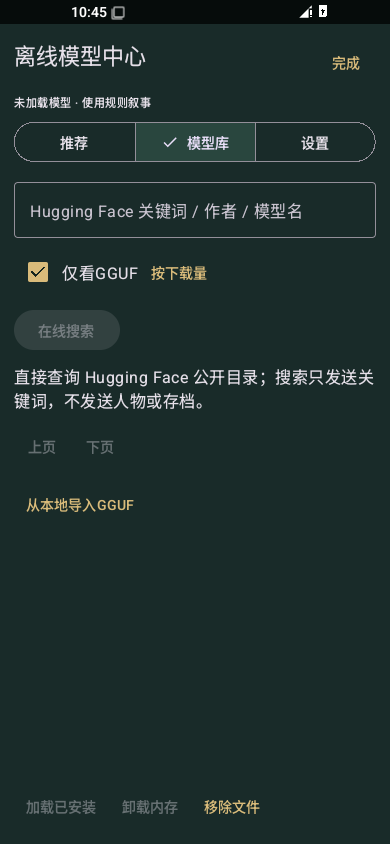 10:45
离线模型中心
完成
未加载模型 · 使用规则叙事
推荐
模型库
设置
Hugging Face 关键词 / 作者 / 模型名
仅看GGUF 按下载量
在线搜索
直接查询 Hugging Face 公开目录；搜索只发送关
键词，不发送人物或存档。
上页 下页
从本地导入GGUF
加载已安装 卸载内存 移除文件